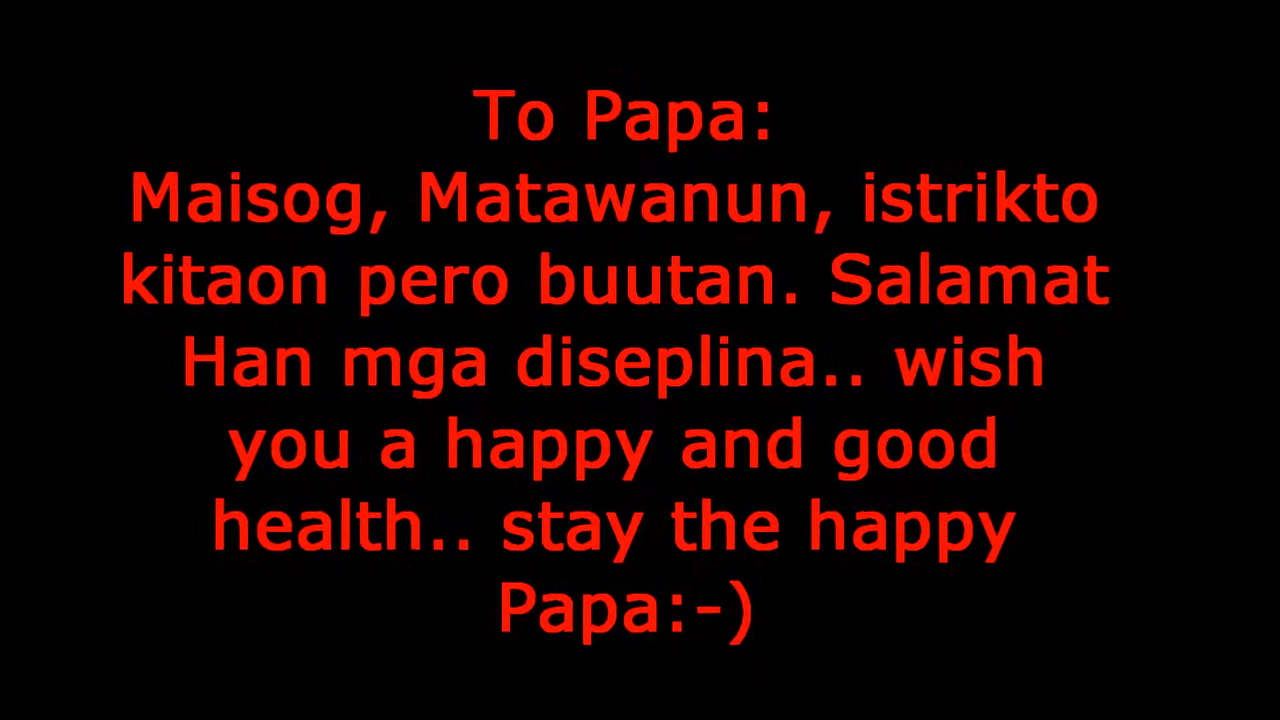 To Papa:
Maisog, Matawanun, istrikto
kitaon pero buutan. Salamat
Han mga diseplina.. wish
you a happy and good
health.. stay the happy
Papa:-)